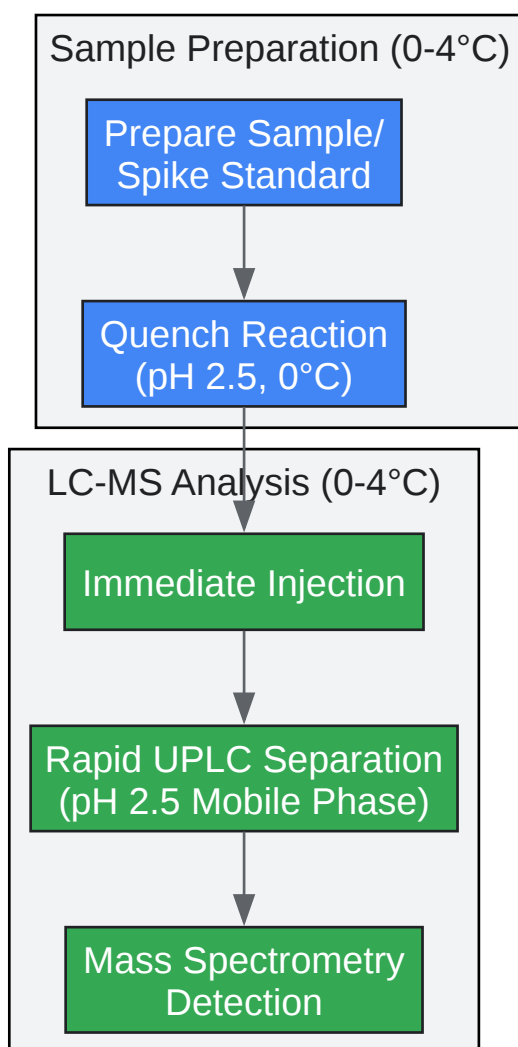 Sample Preparation (0-4°C)
Prepare Sample/
Spike Standard
Quench Reaction
(pH 2.5, 0°C)
LC-MS Analysis (0-4°C)
Immediate Injection
Rapid UPLC Separation
(pH 2.5 Mobile Phase)
Mass Spectrometry
Detection